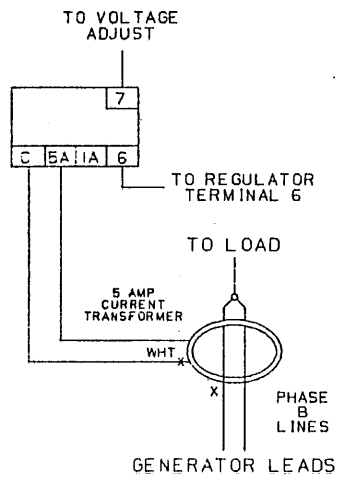 TO VOLTAGE
ADJUST
7
C 5A 1A 6
TO REGULATOR
TERMINAL 6
TO LOAD
5 AMP
CURRENT
TRANSFORMER
WHT X
X
PHASE
B
LINES
GENERATOR LEADS